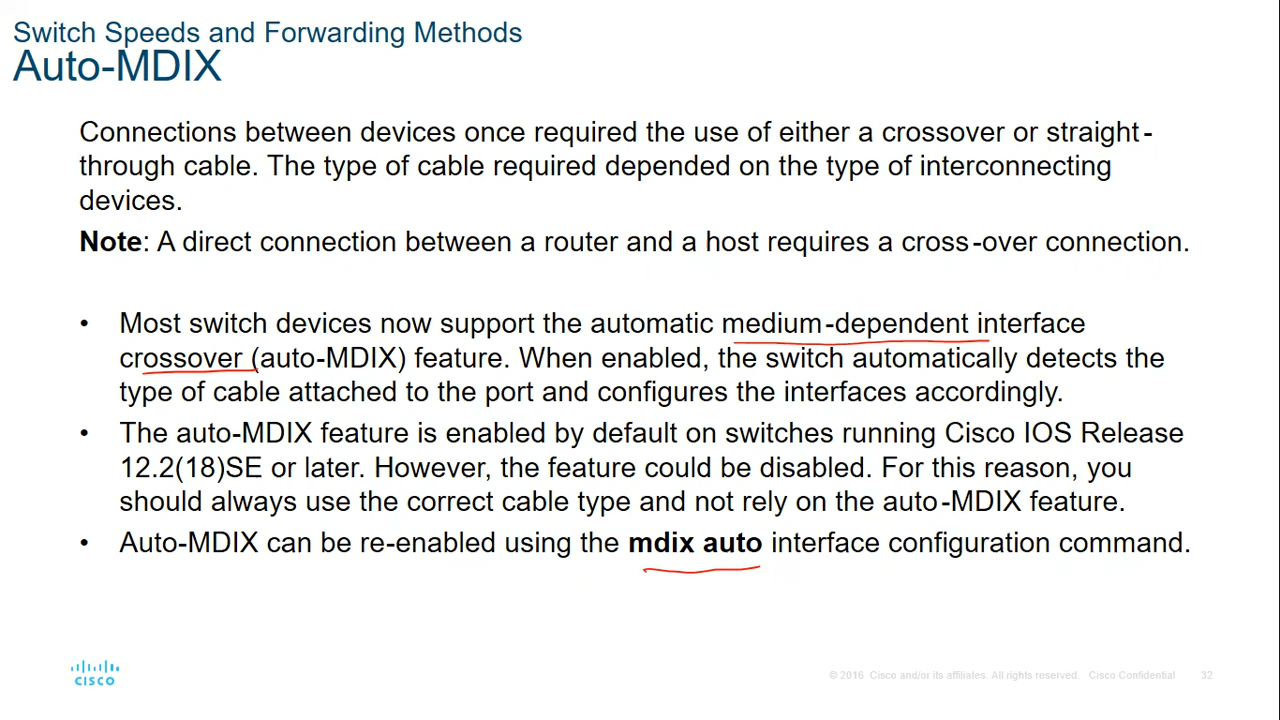 Switch Speeds and Forwarding Methods
Auto-MDIX
Connections between devices once required the use of either a crossover or straight-
through cable. The type of cable required depended on the type of interconnecting
devices.
Note: A direct connection between a router and a host requires a cross-over connection.
• Most switch devices now support the automatic medium-dependent interface
crossover (auto-MDIX) feature. When enabled, the switch automatically detects the
type of cable attached to the port and configures the interfaces accordingly.
• The auto-MDIX feature is enabled by default on switches running Cisco IOS Release
12.2(18)SE or later. However, the feature could be disabled. For this reason, you
should always use the correct cable type and not rely on the auto-MDIX feature.
• Auto-MDIX can be re-enabled using the mdix auto interface configuration command.
CISCO
© 2016 Cisco and/or its affiliates. All rights reserved. Cisco Confidential 32